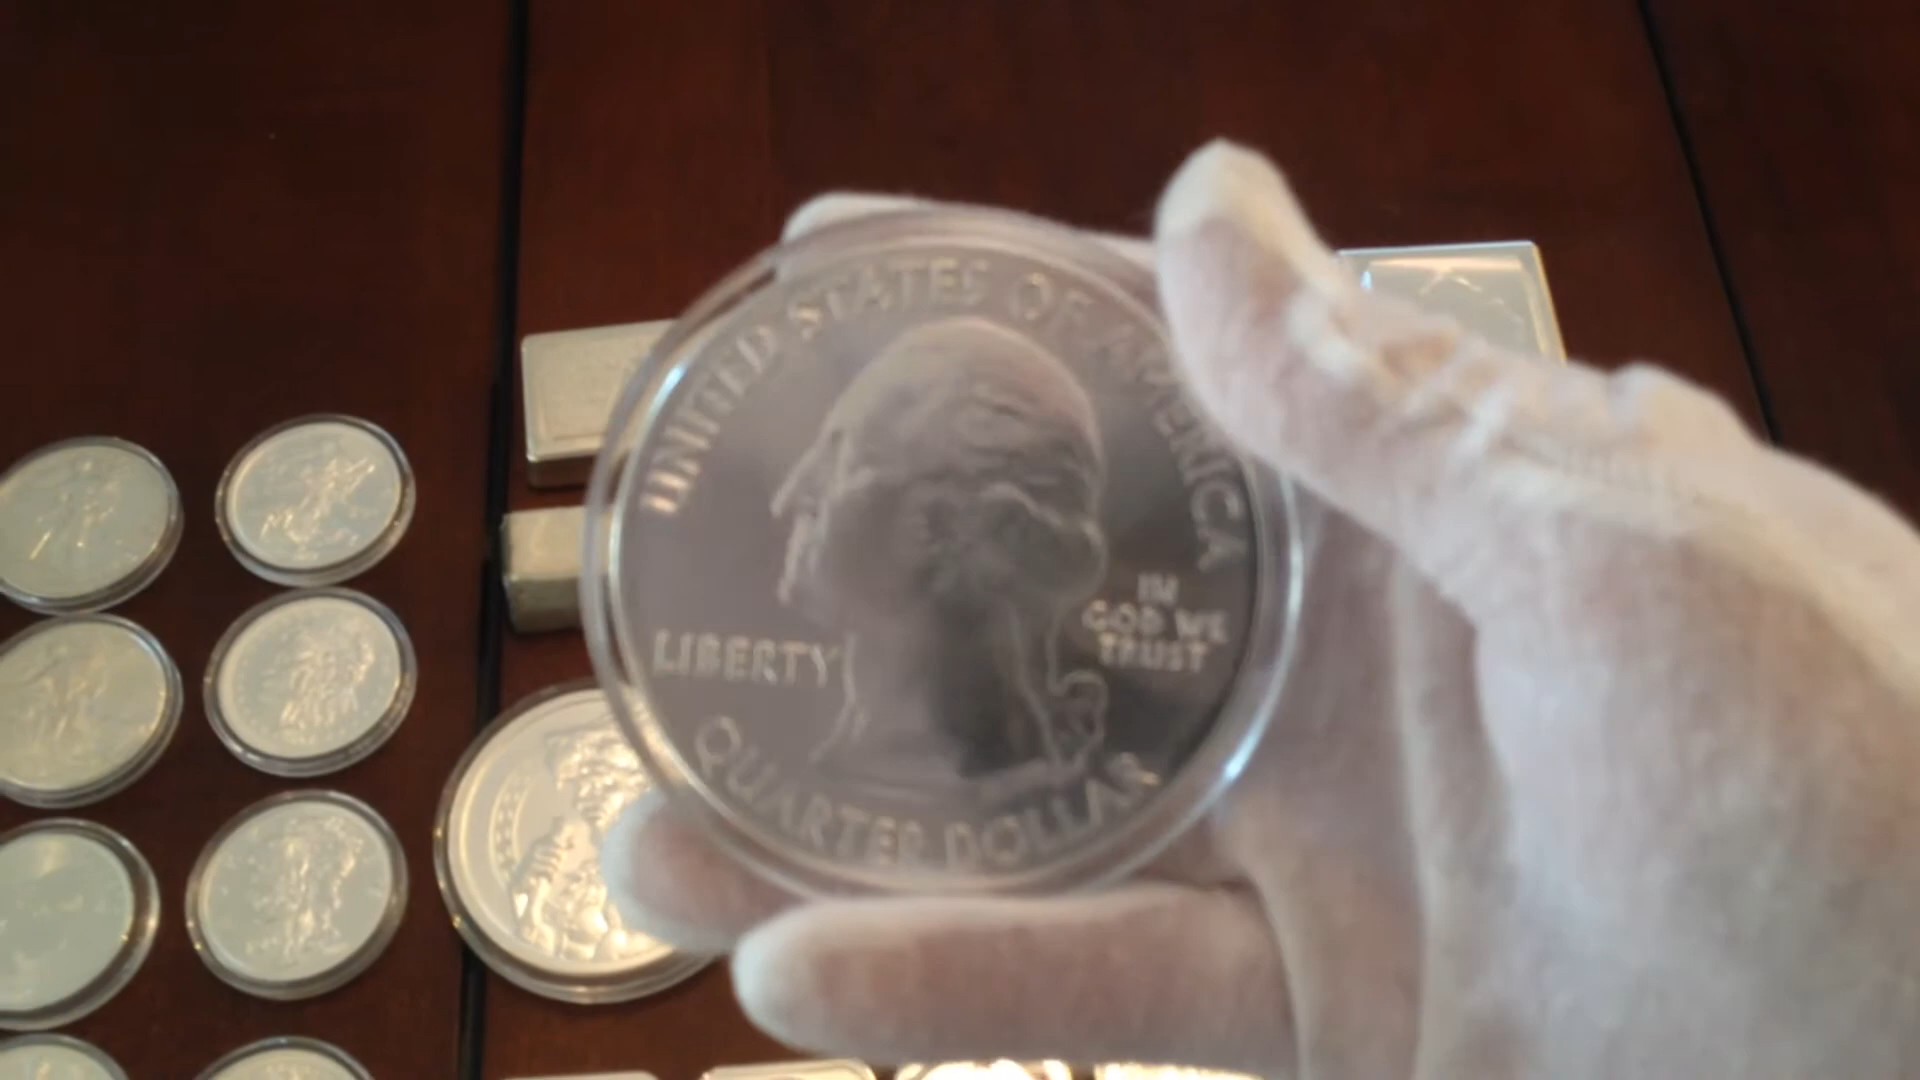 UNITED STATES OF AMERICA
LIBERTY
IN
GOD WE
TRUST
QUARTER DOLLAR